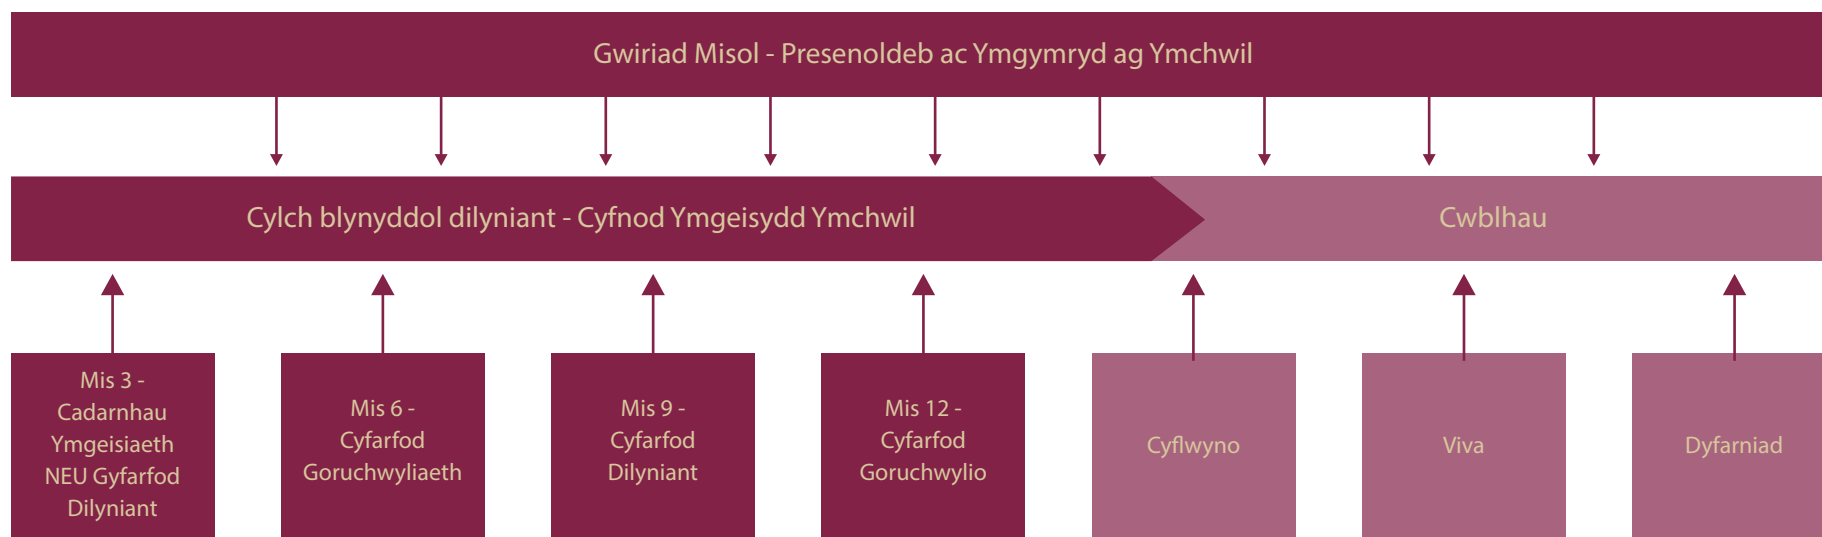 Gwiriad Misol - Presenoldeb ac Ymgymryd ag Ymchwil
Cylch blynyddol dilyniant - Cyfnod Ymgeisydd Ymchwil
Cwblhau
Mis 3 -
Cadarnhau
Ymgeisiaeth
NEU Gyfarfod
Dilyniant
Mis 6 -
Cyfarfod
Goruchwyliaeth
Mis 9 -
Cyfarfod
Dilyniant
Mis 12 -
Cyfarfod
Goruchwylio
Cyflwyno
Viva
Dyfarniad